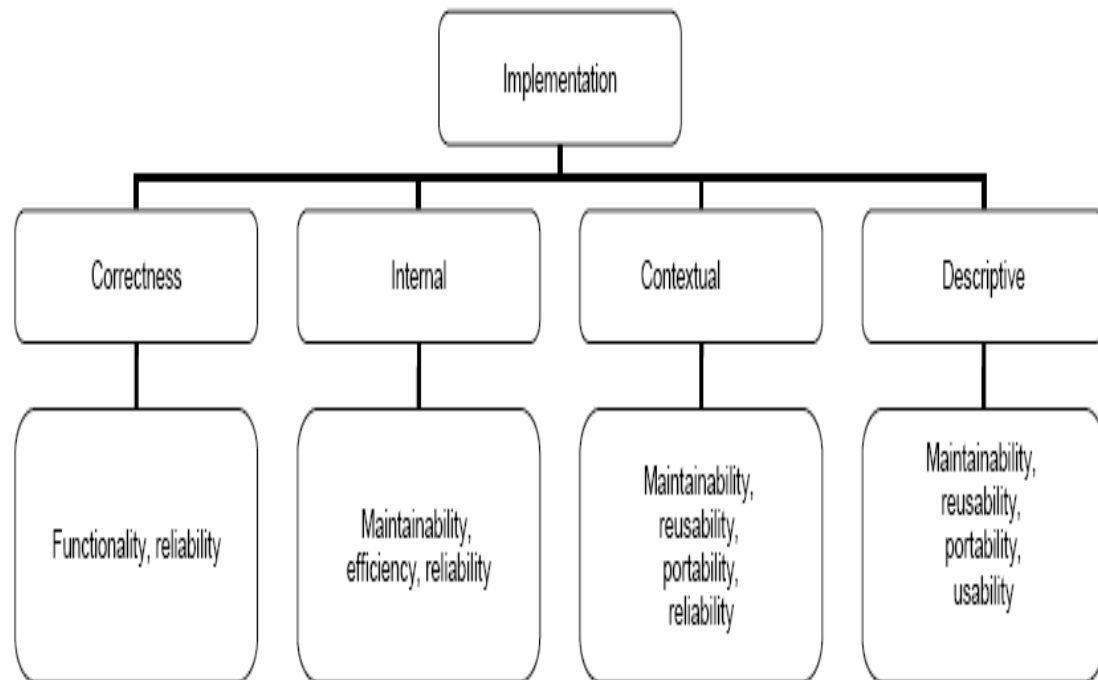 Implementation
Correctness
Internal
Contextual
Descriptive
Functionality, reliability
Maintainability,
efficiency, reliability
Maintainability,
reusability,
portability,
reliability
Maintainability,
reusability,
portability,
usability